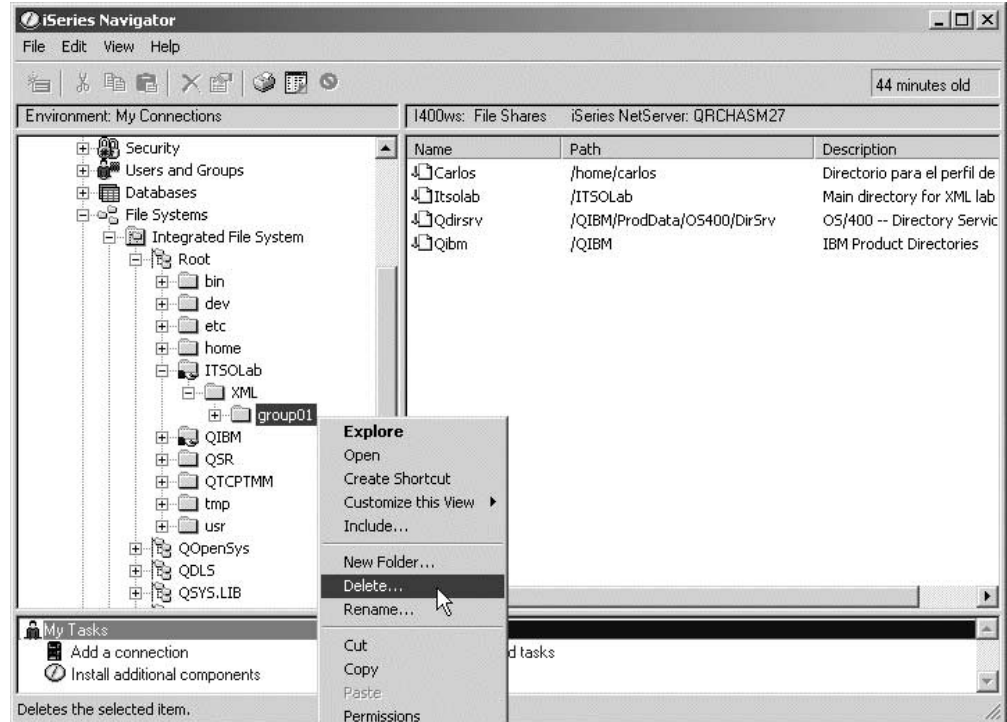 iSeries Navigator
File Edit View Help
44 minutes old
Environment: My Connections
I400ws: File Shares iSeries NetServer: QRCHASM27
Security
Users and Groups
Databases
File Systems
Integrated File System
Root
bin
dev
etc
home
ITSOLab
XML
group01
QIBM
QSR
QTCPTMM
tmp
usr
QOpenSys
QDLS
QSYS.LIB
Name Path Description
Carlos /home/carlos Directorio para el perfil de
Itsolab /ITSOLab Main directory for XML lab
Qdirsrv /QIBM/ProdData/OS400/DirSrv OS/400 -- Directory Servic
Qibm /QIBM IBM Product Directories
Explore
Open
Create Shortcut
Customize this View
Include...
New Folder...
Delete...
Rename...
Cut
Copy
Paste
Permissions
My Tasks
Add a connection
Install additional components
d tasks
Deletes the selected item.